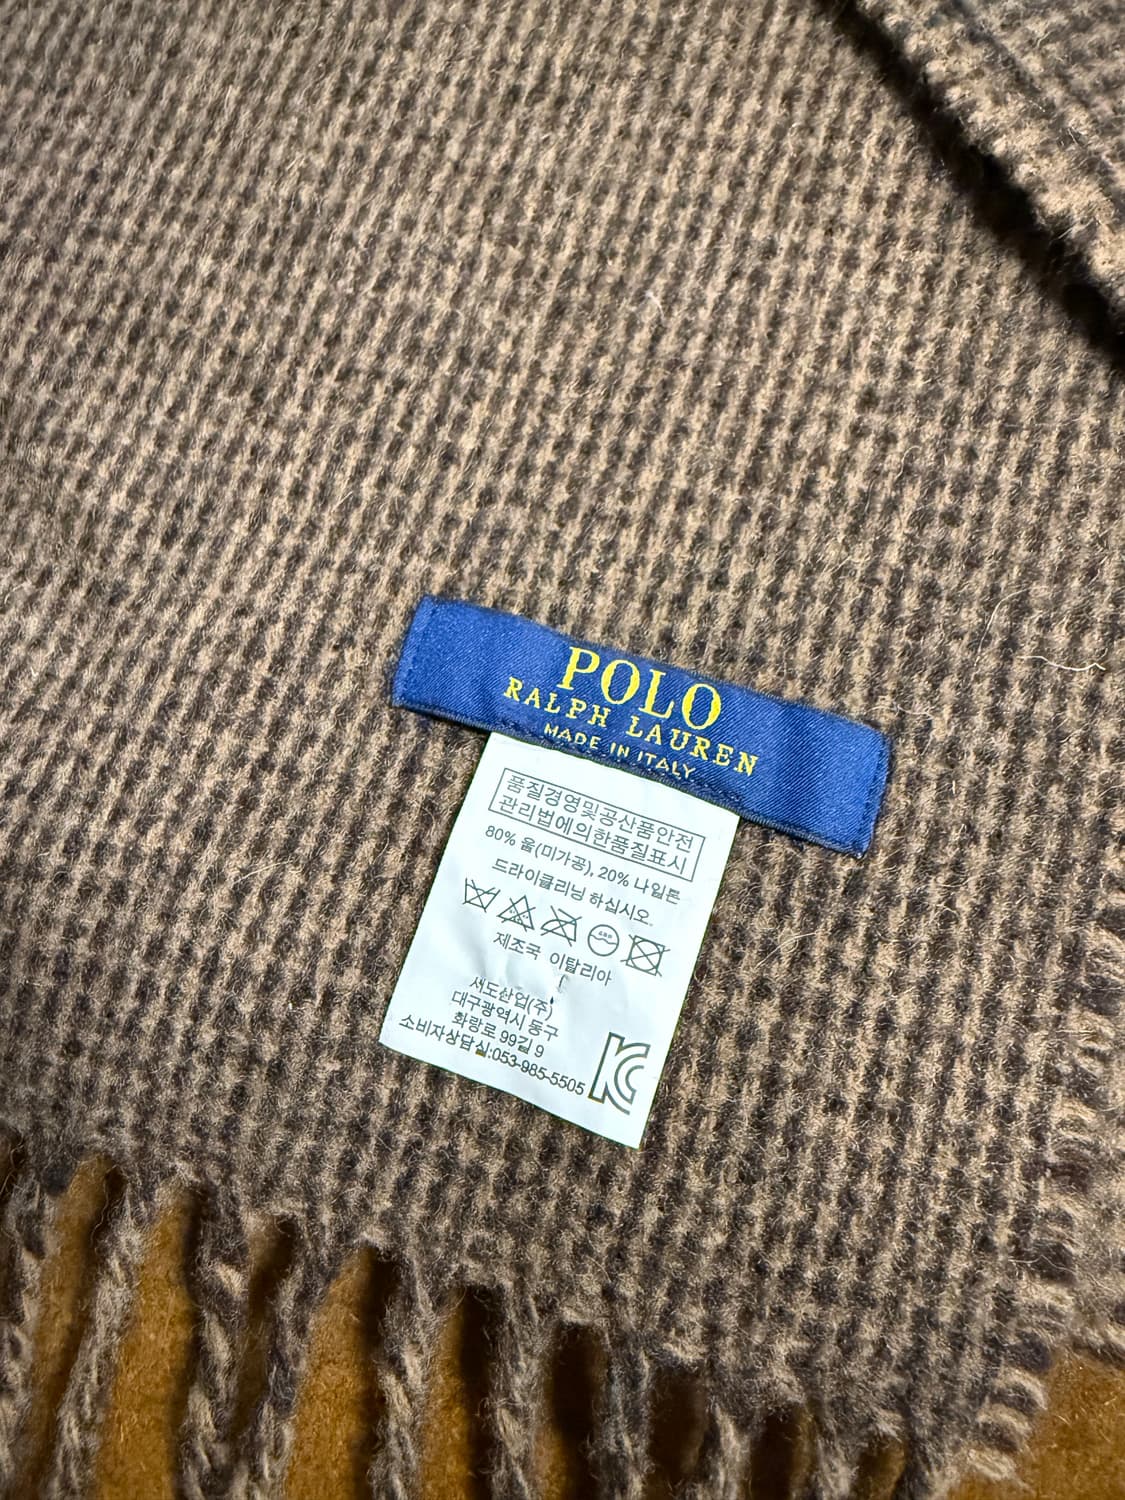 POLO
RALPH LAUREN
MADE IN ITALY
품질경영및공산품안전
관리법에의한품질표시
80% 울(미가공), 20% 나일론
드라이클리닝 하십시오.
제조국 이탈리아
서도산업(주)
대구광역시 동구
화랑로 99길 9
소비자상담실:053-985-5505
KC